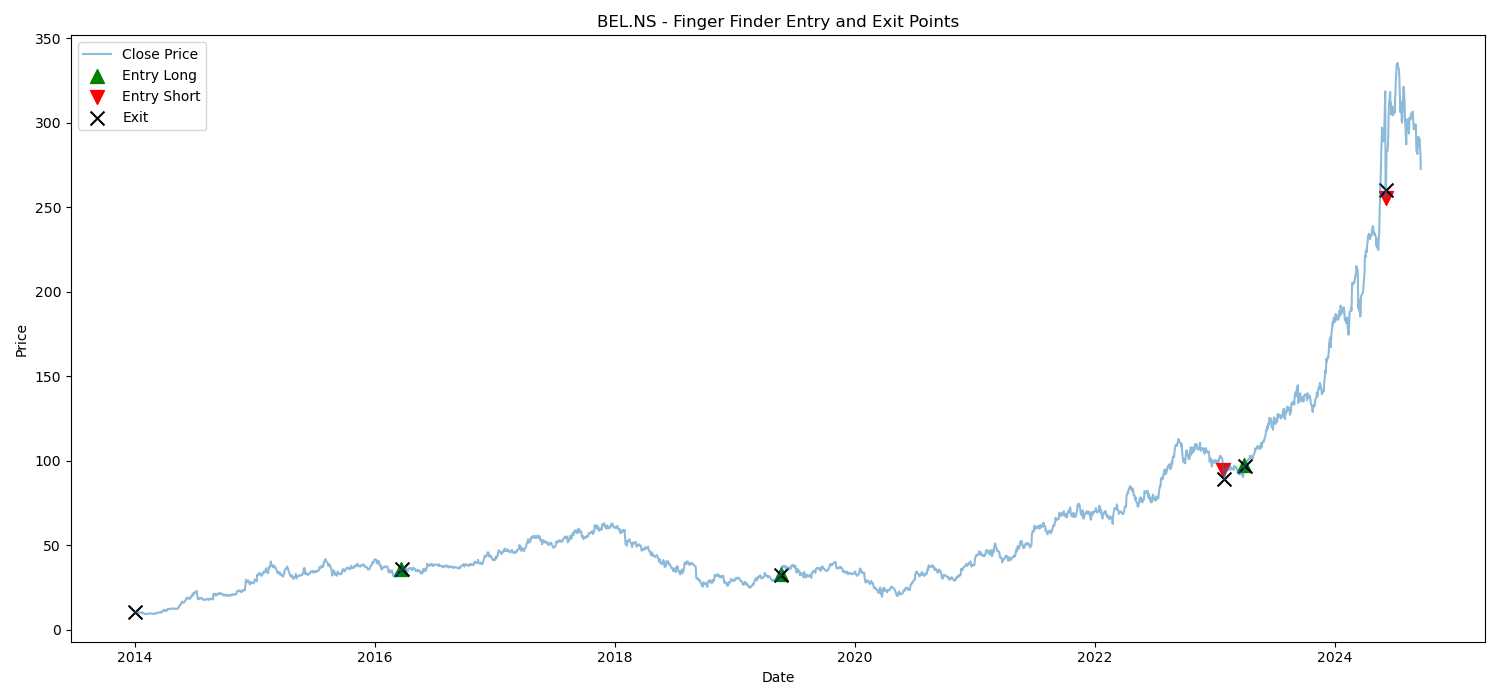 BEL.NS - Finger Finder Entry and Exit Points
Close Price
Entry Long
Entry Short
Exit
350
300
250
200
150
100
50
0
Price
2014
2016
2018
2020
2022
2024
Date